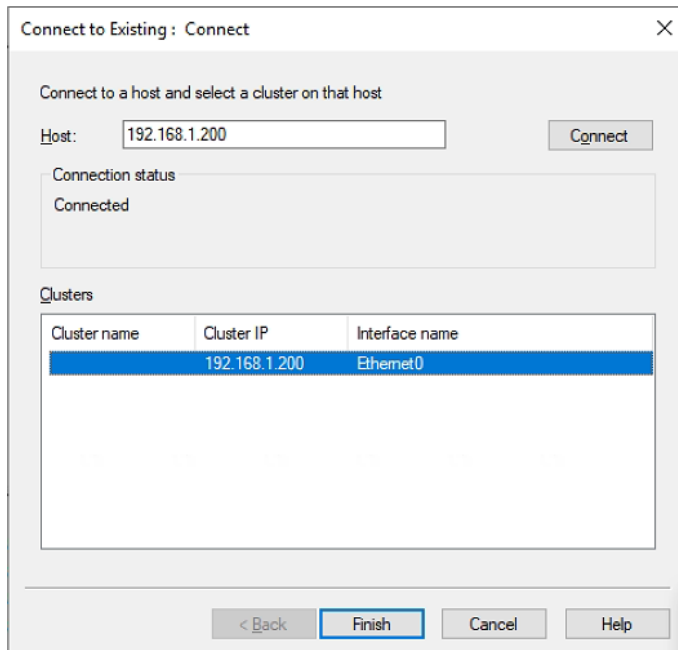 Connect to Existing : Connect
Connect to a host and select a cluster on that host
Host: 192.168.1.200 Connect
Connection status
Connected
Clusters
Cluster name Cluster IP Interface name
192.168.1.200 Ethernet0
< Back Finish Cancel Help